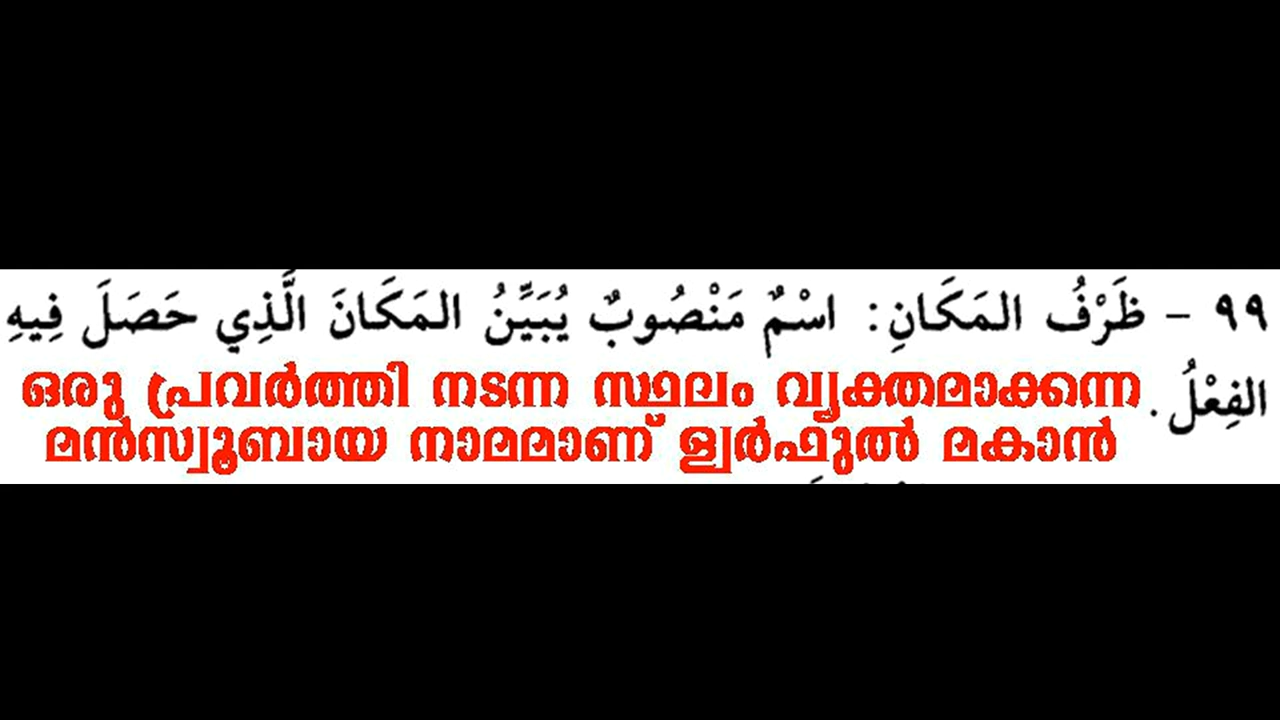 ٩٩ – ظَرْفُ المَكَانِ: اسْمٌ مَنْصُوبٌ يُبَيِّنُ المَكَانَ الَّذِي حَصَلَ فِيهِ
الفِعْلُ.
ഒരു പ്രവർത്തി നടന്ന സ്ഥലം വ്യക്തമാക്കന്ന
മൻസ്വൂബായ നാമമാണ് ള്വർഫുൽ മകാൻ